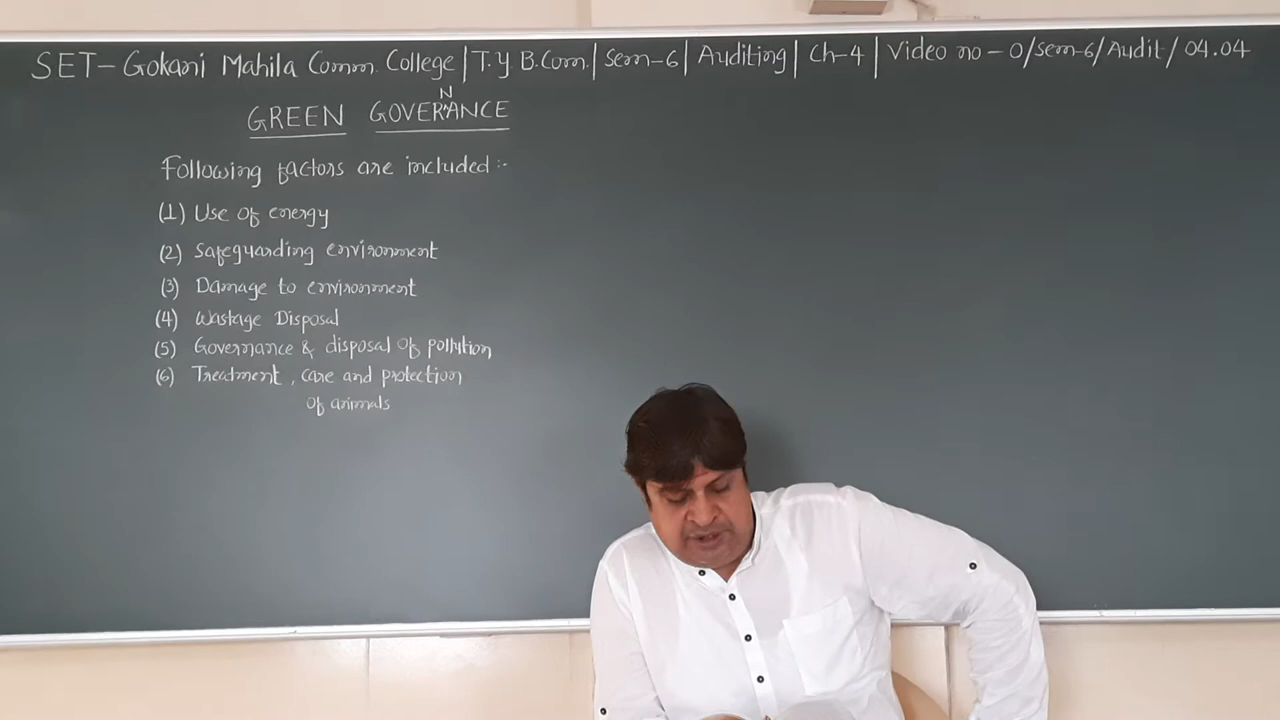 SET- Gokani Mahila Comm. College | T.Y B.Com. | Sem-6 | Auditing | Ch-4 | Video no - 0/sem-6/Audit/04.04
GREEN GOVERNANCE
Following factors are included :-
(1) Use of energy
(2) Safeguarding environment
(3) Damage to environment
(4) Wastage Disposal
(5) Governance & disposal of pollution
(6) Treatment, care and protection
of animals